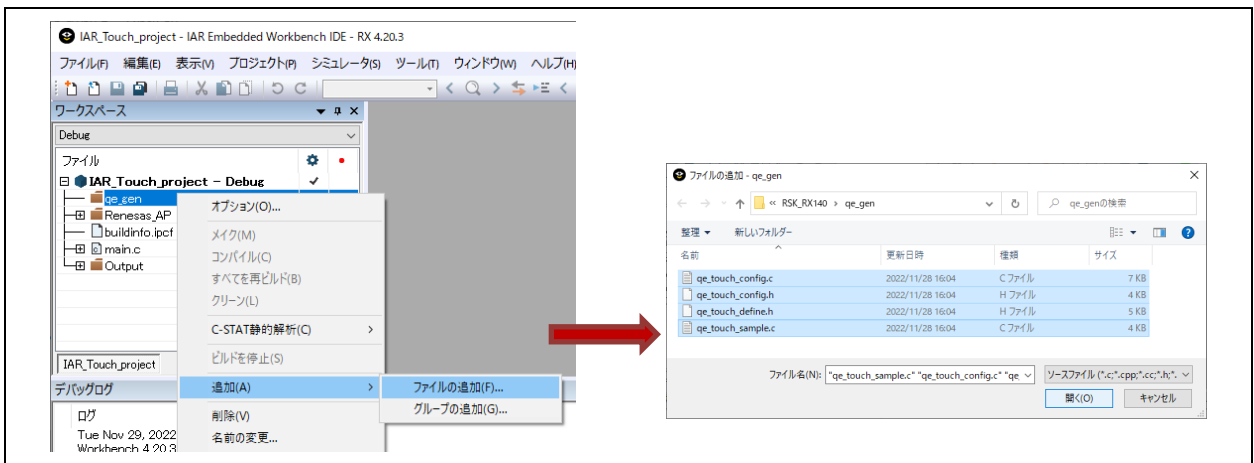 IAR_Touch_project - IAR Embedded Workbench IDE - RX 4.20.3
ファイル(F) 編集(E) 表示(V) プロジェクト(P) シミュレータ(S) ツール(T) ウィンドウ(W) ヘルプ(H)
ワークスペース
Debug
ファイル
IAR_Touch_project - Debug
qe_gen
Renesas_AP
buildinfo.ipcf
main.c
Output
オプション(O)...
メイク(M)
コンパイル(L)
すべてを再ビルド(B)
クリーン(L)
C-STAT静的解析(C)
ビルドを停止(S)
追加(A)
削除(V)
名前の変更...
ファイルの追加(F)...
グループの追加(G)...
IAR_Touch_project
デバッグログ
ログ
Tue Nov 29, 2022
Workbench 4.20.3
ファイルの追加 - qe_gen
« RSK_RX140 › qe_gen
qe_genの検索
整理 新しいフォルダー
名前 更新日時 種類 サイズ
qe_touch_config.c 2022/11/28 16:04 C ファイル 7 KB
qe_touch_config.h 2022/11/28 16:04 H ファイル 4 KB
qe_touch_define.h 2022/11/28 16:04 H ファイル 5 KB
qe_touch_sample.c 2022/11/28 16:04 C ファイル 4 KB
ファイル名(N): "qe_touch_sample.c" "qe_touch_config.c" "qe ソースファイル (*.c;*.cpp;*.cc;*.h;*.
開く(O) キャンセル